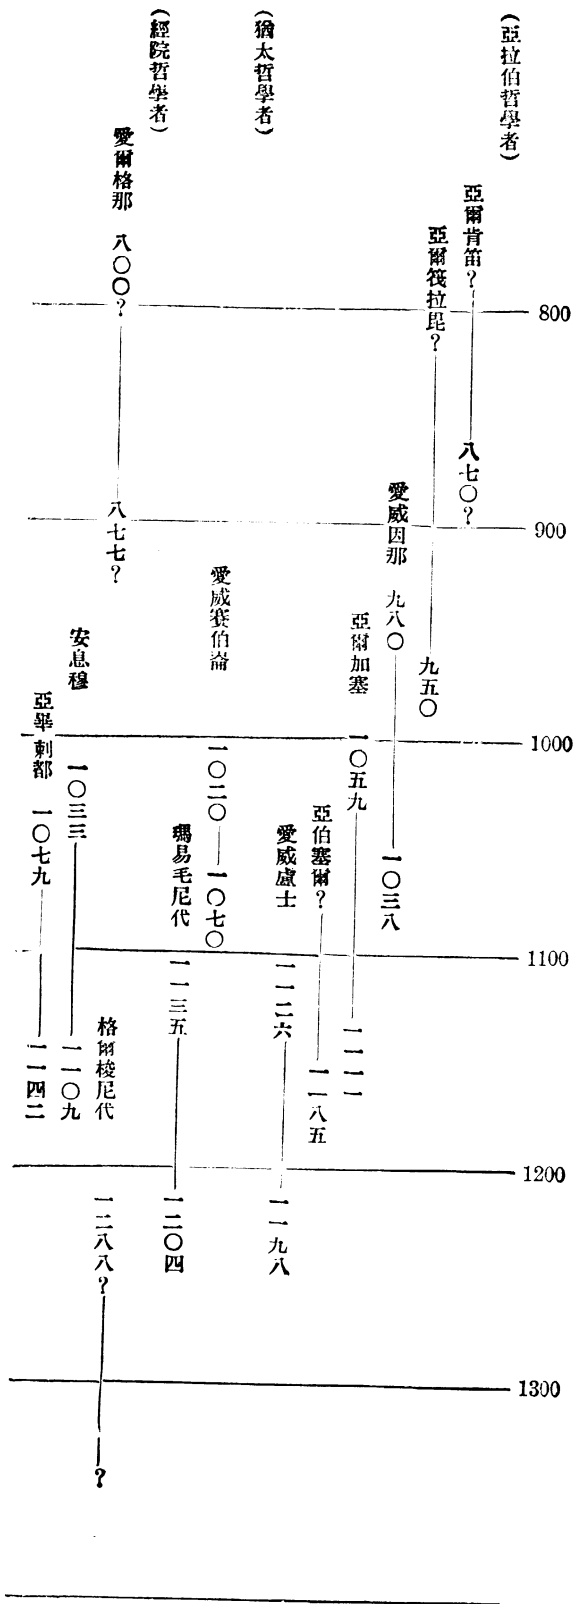 （亞拉伯哲學者）
亞爾肯笛？
八七〇？
亞爾筏拉毘？
九五〇
愛威因那　九八〇
一〇三八
亞爾加塞　一〇五九
一一一一
亞伯塞爾？
一一八五
（猶太哲學者）
愛威盧士　一一二六
一一九八
愛威賽伯崙　一〇二〇
一〇七〇
瑪易毛尼代　一一三五
一二〇四
（經院哲學者）
愛爾格那　八〇〇？
八七七？
格爾梭尼代　一二八八？
？
安息穆　一〇三三
一一〇九
亞畢剌都　一〇七九
一一四二
800
900
1000
1100
1200
1300